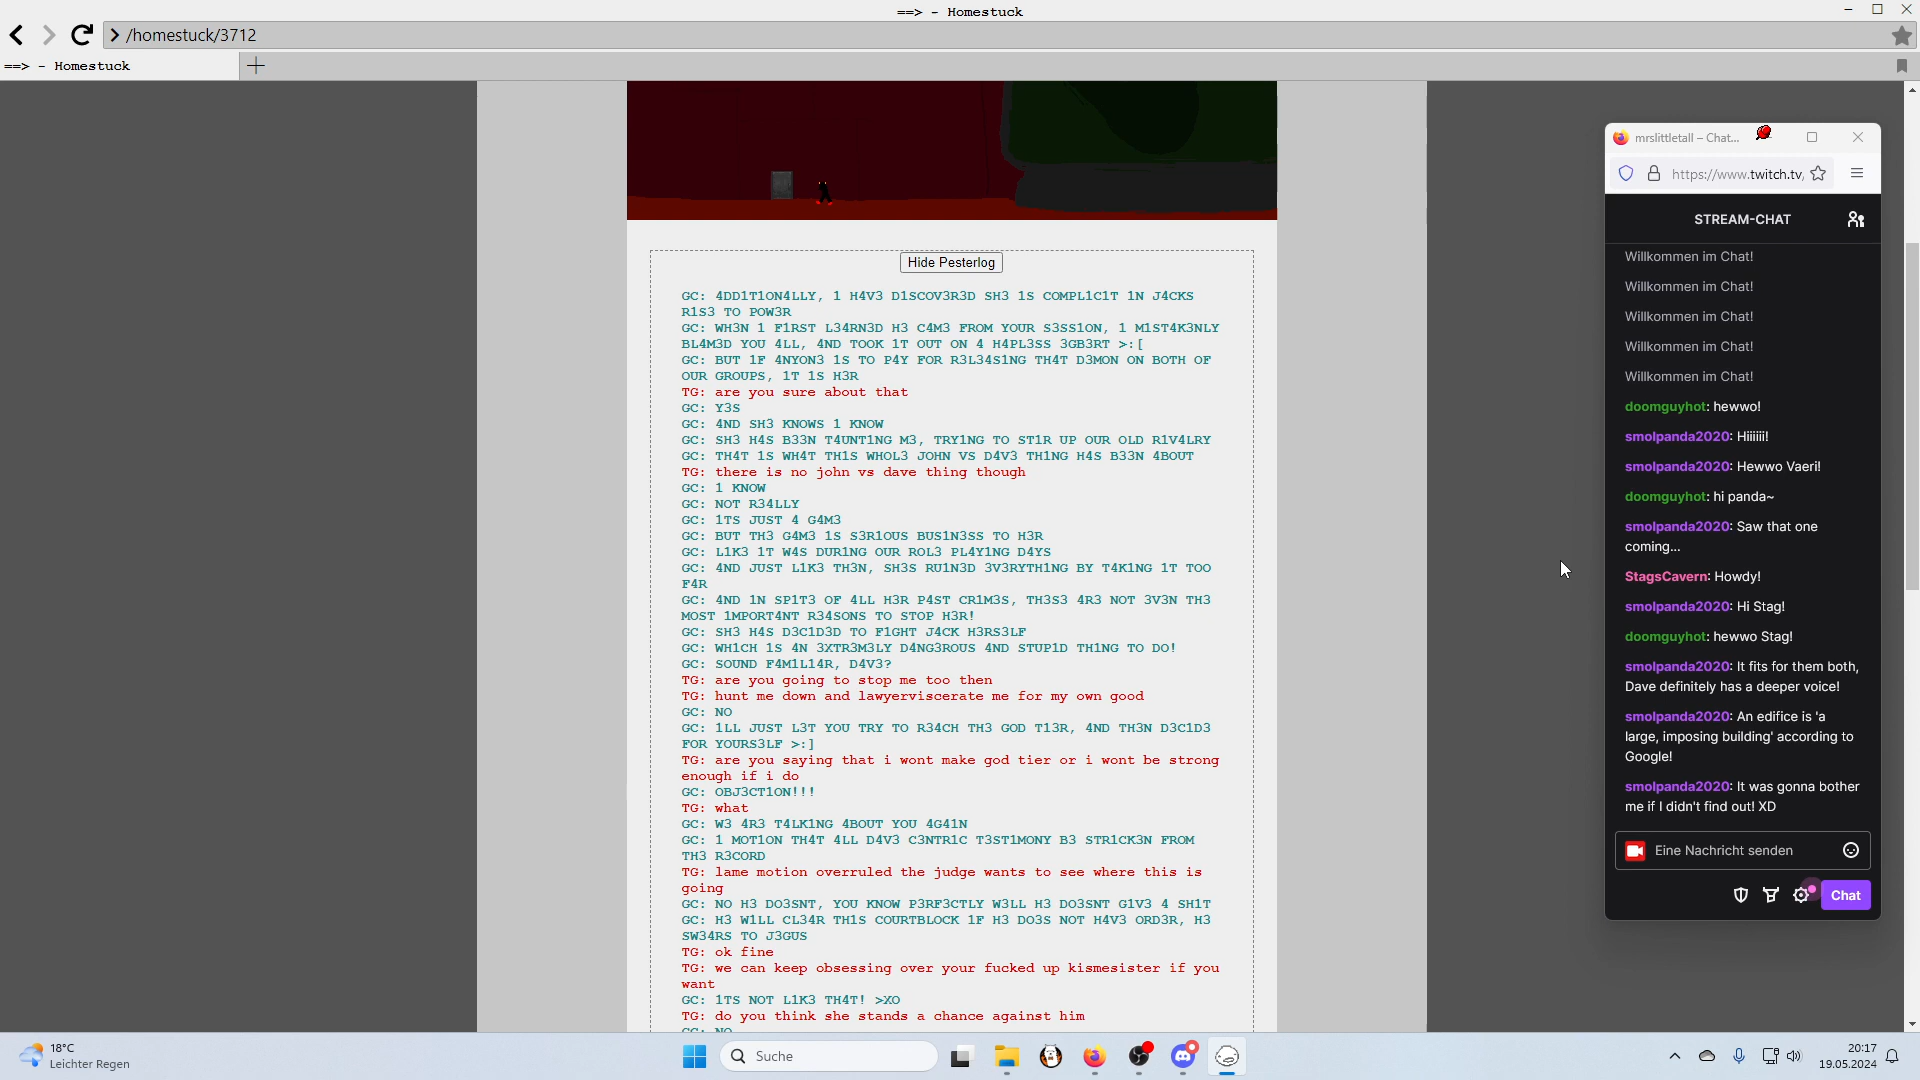 ==> - Homestuck
/homestuck/3712
==> - Homestuck
Hide Pesterlog
GC: 4DD1T1ON4LLY, 1 H4V3 D1SCOV3R3D SH3 1S COMPL1C1T 1N J4CKS
R1S3 TO POW3R
GC: WH3N 1 F1RST L34RN3D H3 C4M3 FROM YOUR S3SS1ON, 1 M1ST4K3NLY
BL4M3D YOU 4LL, 4ND TOOK 1T OUT ON 4 H4PL3SS 3GB3RT >:[
GC: BUT 1F 4NYON3 1S TO P4Y FOR R3L34S1NG TH4T D3MON ON BOTH OF
OUR GROUPS, 1T 1S H3R
TG: are you sure about that
GC: Y3S
GC: 4ND SH3 KNOWS 1 KNOW
GC: SH3 H4S B33N T4UNT1NG M3, TRY1NG TO ST1R UP OUR OLD R1V4LRY
GC: TH4T 1S WH4T TH1S WHOL3 JOHN VS D4V3 TH1NG H4S B33N 4BOUT
TG: there is no john vs dave thing though
GC: 1 KNOW
GC: NOT R34LLY
GC: 1TS JUST 4 G4M3
GC: BUT TH3 G4M3 1S S3R1OUS BUS1N3SS TO H3R
GC: L1K3 1T W4S DUR1NG OUR ROL3 PL4Y1NG D4YS
GC: 4ND JUST L1K3 TH3N, SH3S RU1N3D 3V3RYTH1NG BY T4K1NG 1T TOO
F4R
GC: 4ND 1N SP1T3 OF 4LL H3R P4ST CR1M3S, TH3S3 4R3 NOT 3V3N TH3
MOST 1MPORT4NT R34SONS TO STOP H3R!
GC: SH3 H4S D3C1D3D TO F1GHT J4CK H3RS3LF
GC: WH1CH 1S 4N 3XTR3M3LY D4NG3ROUS 4ND STUP1D TH1NG TO DO!
GC: SOUND F4M1L14R, D4V3?
TG: are you going to stop me too then
TG: hunt me down and lawyerviscerate me for my own good
GC: NO
GC: 1LL JUST L3T YOU TRY TO R34CH TH3 GOD T13R, 4ND TH3N D3C1D3
FOR YOURS3LF >:]
TG: are you saying that i wont make god tier or i wont be strong
enough if i do
GC: OBJ3CT1ON!!!
TG: what
GC: W3 4R3 T4LK1NG 4BOUT YOU 4G41N
GC: 1 MOT1ON TH4T 4LL D4V3 C3NTR1C T3ST1MONY B3 STR1CK3N FROM
TH3 R3CORD
TG: lame motion overruled the judge wants to see where this is
going
GC: NO H3 DO3SNT, YOU KNOW P3RF3CTLY W3LL H3 DO3SNT G1V3 4 SH1T
GC: H3 W1LL CL34R TH1S COURTBLOCK 1F H3 DO3S NOT H4V3 ORD3R, H3
SW34RS TO J3GUS
TG: ok fine
TG: we can keep obsessing over your fucked up kismesister if you
want
GC: 1TS NOT L1K3 TH4T! >XO
TG: do you think she stands a chance against him
GC: NO
mrslittletall – Chat...
https://www.twitch.tv/
STREAM-CHAT
Willkommen im Chat!
Willkommen im Chat!
Willkommen im Chat!
Willkommen im Chat!
Willkommen im Chat!
doomguyhot: hewwo!
smolpanda2020: Hiiiiii!
smolpanda2020: Hewwo Vaeri!
doomguyhot: hi panda~
smolpanda2020: Saw that one
coming...
StagsCavern: Howdy!
smolpanda2020: Hi Stag!
doomguyhot: hewwo Stag!
smolpanda2020: It fits for them both,
Dave definitely has a deeper voice!
smolpanda2020: An edifice is 'a
large, imposing building' according to
Google!
smolpanda2020: It was gonna bother
me if I didn't find out! XD
Eine Nachricht senden
Chat
18°C
Leichter Regen
Suche
20:17
19.05.2024